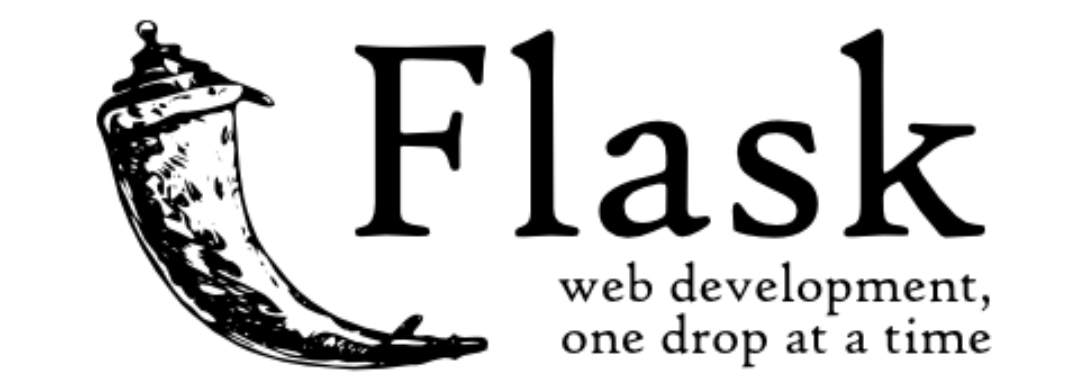 Flask
web development,
one drop at a time